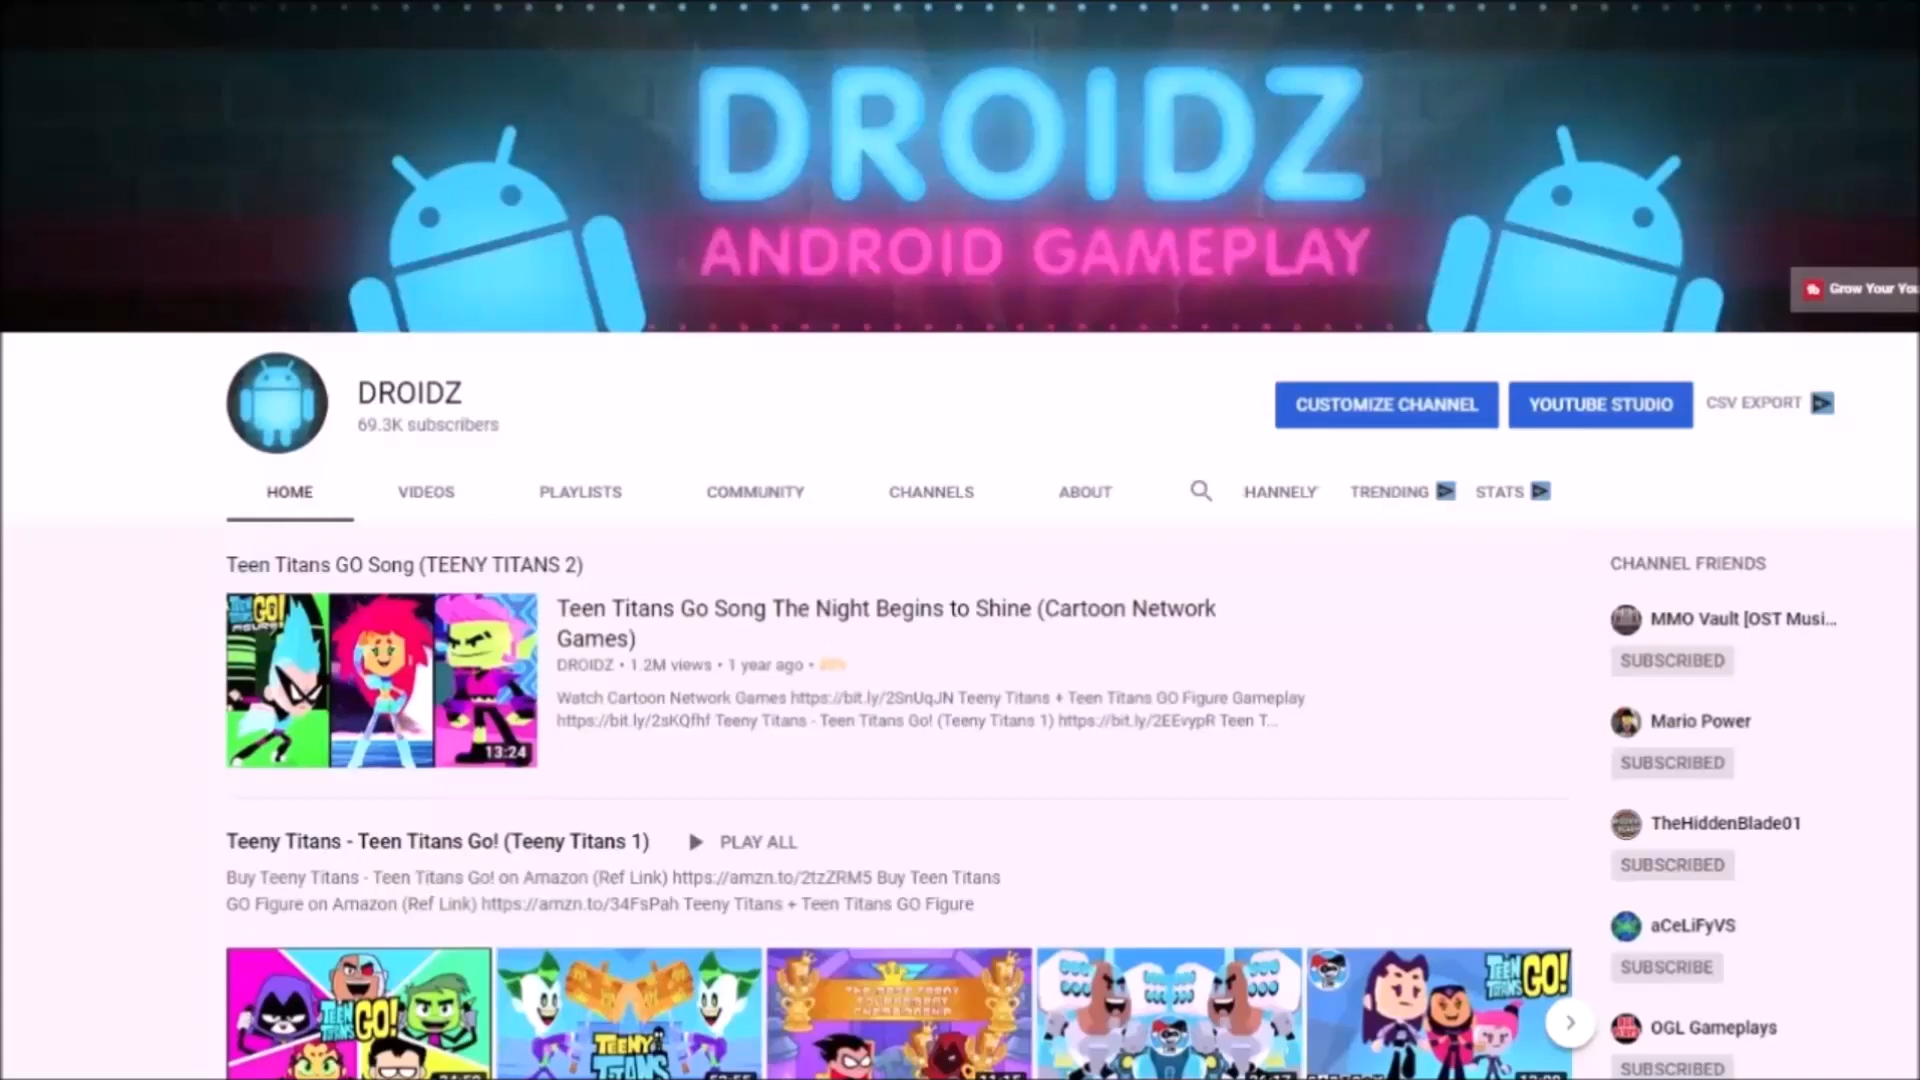 DROIDZ
ANDROID GAMEPLAY
Grow Your You
DROIDZ
69.3K subscribers
CUSTOMIZE CHANNEL
YOUTUBE STUDIO
CSV EXPORT
HOME
VIDEOS
PLAYLISTS
COMMUNITY
CHANNELS
ABOUT
HANNELY
TRENDING
STATS
Teen Titans GO Song (TEENY TITANS 2)
Teen Titans Go Song The Night Begins to Shine (Cartoon Network
Games)
DROIDZ • 1.2M views • 1 year ago •
Watch Cartoon Network Games https://bit.ly/2SnUqJN Teeny Titans + Teen Titans GO Figure Gameplay
https://bit.ly/2sKQfhf Teeny Titans - Teen Titans Go! (Teeny Titans 1) https://bit.ly/2EEvypR Teen T...
TEEN TITANS GO!
FIGURE
13:24
Teeny Titans - Teen Titans Go! (Teeny Titans 1)
PLAY ALL
Buy Teeny Titans - Teen Titans Go! on Amazon (Ref Link) https://amzn.to/2tzZRM5 Buy Teen Titans
GO Figure on Amazon (Ref Link) https://amzn.to/34FsPah Teeny Titans + Teen Titans GO Figure
TEEN TITANS GO!
TEENY TITANS
TEEN TITANS GO!
CHANNEL FRIENDS
MMO Vault [OST Musi...
SUBSCRIBED
Mario Power
SUBSCRIBED
TheHiddenBlade01
SUBSCRIBED
aCeLiFyVS
SUBSCRIBE
OGL Gameplays
SUBSCRIBED